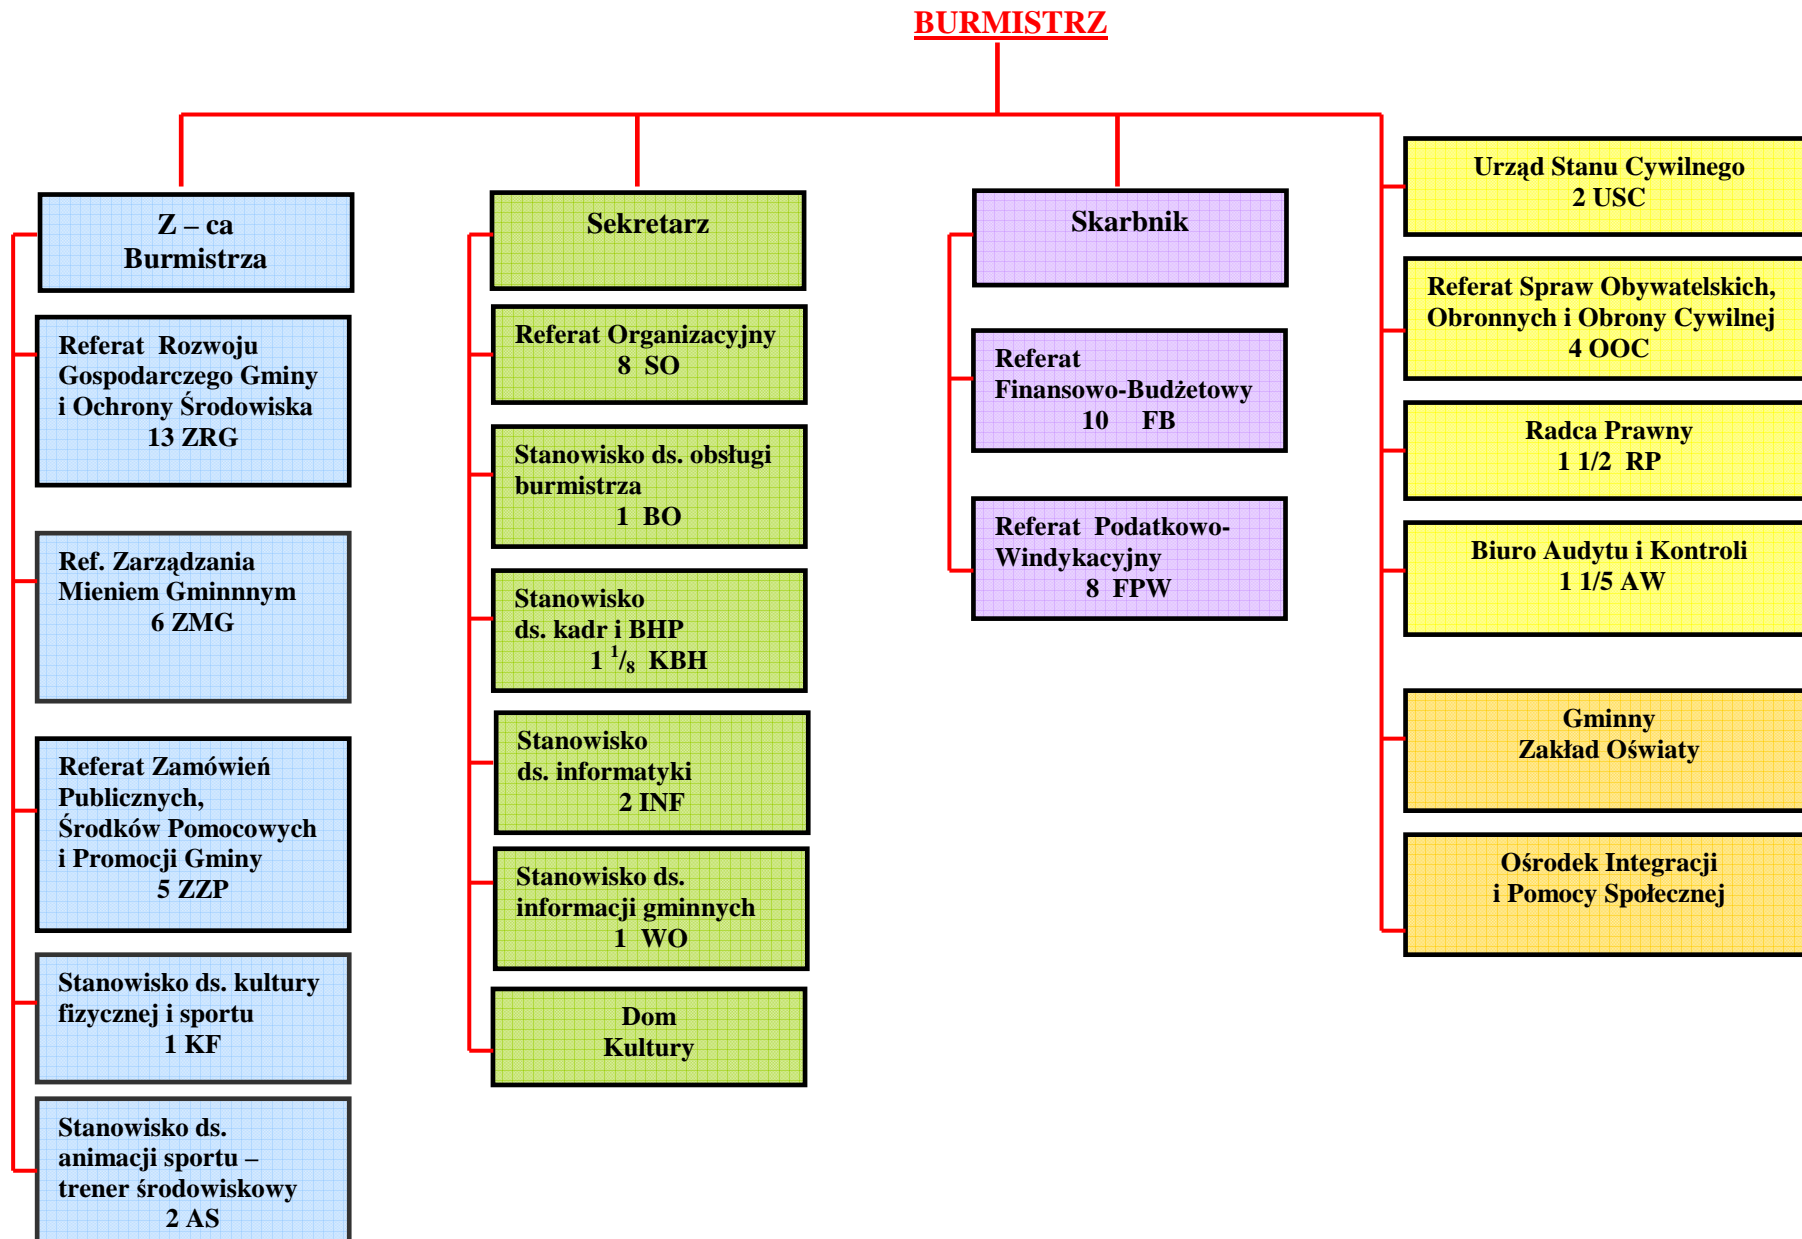 BURMISTRZ
Z – ca
Burmistrza
Referat Rozwoju
Gospodarczego Gminy
i Ochrony Środowiska
13 ZRG
Ref. Zarządzania
Mieniem Gminnnym
6 ZMG
Referat Zamówień
Publicznych,
Środków Pomocowych
i Promocji Gminy
5 ZZP
Stanowisko ds. kultury
fizycznej i sportu
1 KF
Stanowisko ds.
animacji sportu –
trener środowiskowy
2 AS
Sekretarz
Referat Organizacyjny
8 SO
Stanowisko ds. obsługi
burmistrza
1 BO
Stanowisko
ds. kadr i BHP
1 1/8 KBH
Stanowisko
ds. informatyki
2 INF
Stanowisko ds.
informacji gminnych
1 WO
Dom
Kultury
Skarbnik
Referat
Finansowo-Budżetowy
10 FB
Referat Podatkowo-
Windykacyjny
8 FPW
Urząd Stanu Cywilnego
2 USC
Referat Spraw Obywatelskich,
Obronnych i Obrony Cywilnej
4 OOC
Radca Prawny
1 1/2 RP
Biuro Audytu i Kontroli
1 1/5 AW
Gminny
Zakład Oświaty
Ośrodek Integracji
i Pomocy Społecznej